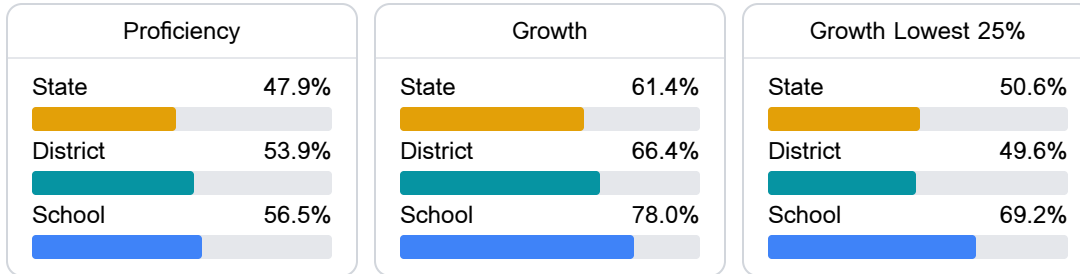 Proficiency
State 47.9%
District 53.9%
School 56.5%
Growth
State 61.4%
District 66.4%
School 78.0%
Growth Lowest 25%
State 50.6%
District 49.6%
School 69.2%